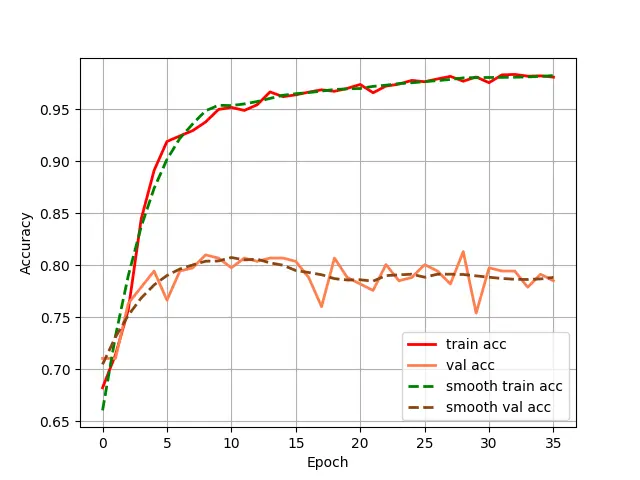 0.95
0.90
0.85
0.80
0.75
0.70
0.65
Accuracy
train acc
val acc
smooth train acc
smooth val acc
0 5 10 15 20 25 30 35
Epoch